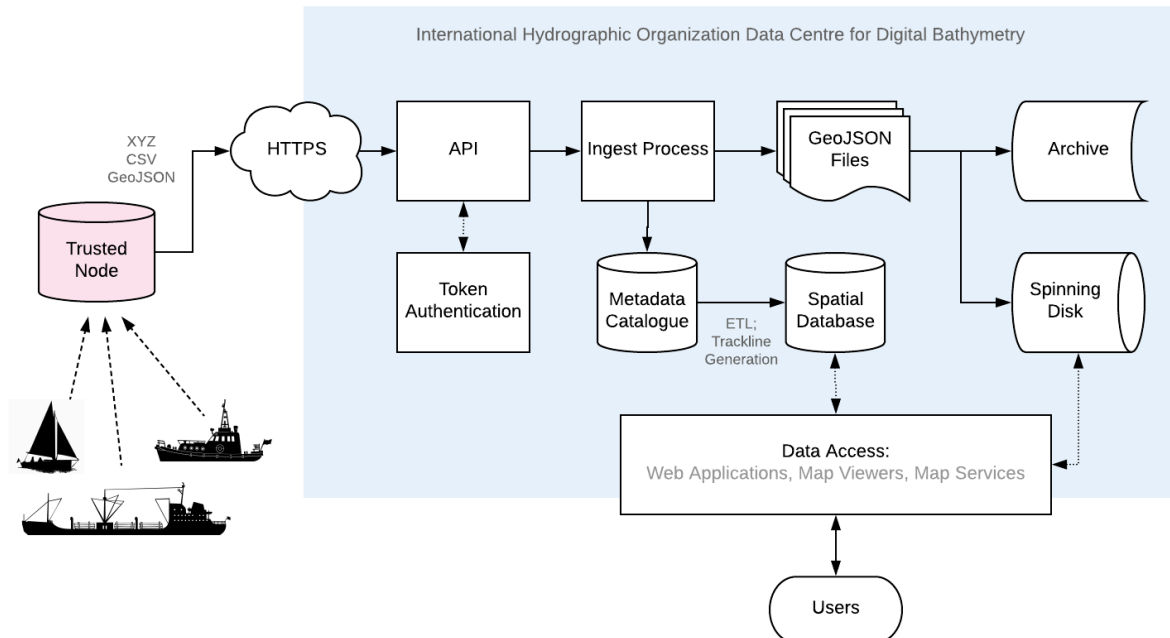 International Hydrographic Organization Data Centre for Digital Bathymetry
XYZ
CSV
GeoJSON
HTTPS
API
Ingest Process
GeoJSON
Files
Archive
Trusted
Node
Token
Authentication
Metadata
Catalogue
ETL;
Trackline
Generation
Spatial
Database
Spinning
Disk
Data Access:
Web Applications, Map Viewers, Map Services
Users